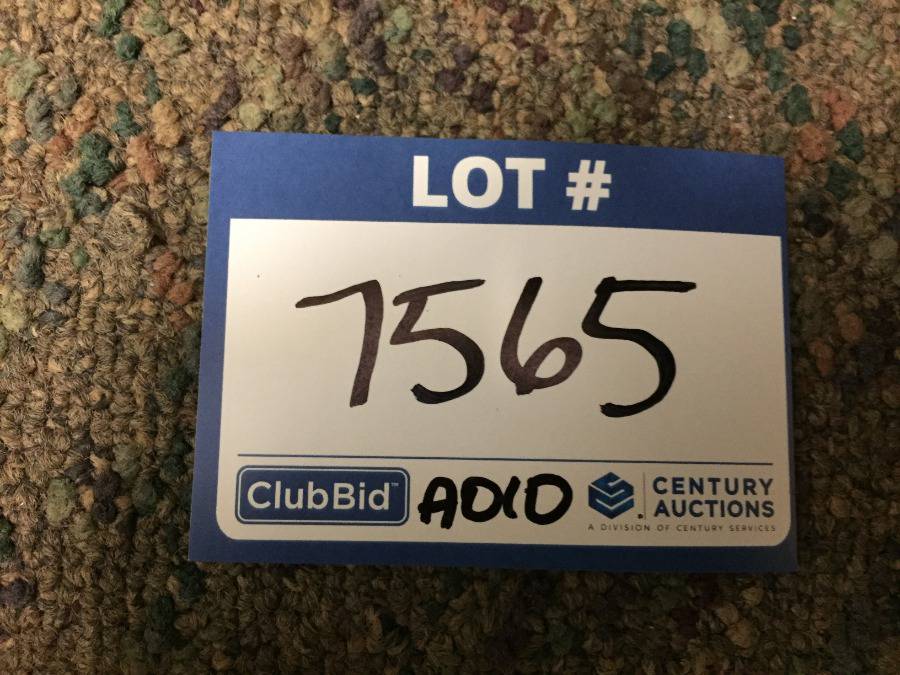 LOT #
7565
ClubBid™ A010 CENTURY AUCTIONS
A DIVISION OF CENTURY SERVICES